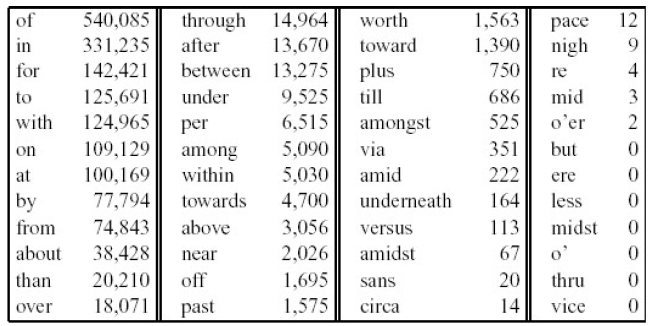 of 540,085 through 14,964 worth 1,563 pace 12
in 331,235 after 13,670 toward 1,390 nigh 9
for 142,421 between 13,275 plus 750 re 4
to 125,691 under 9,525 till 686 mid 3
with 124,965 per 6,515 amongst 525 o'er 2
on 109,129 among 5,090 via 351 but 0
at 100,169 within 5,030 amid 222 ere 0
by 77,794 towards 4,700 underneath 164 less 0
from 74,843 above 3,056 versus 113 midst 0
about 38,428 near 2,026 amidst 67 o' 0
than 20,210 off 1,695 sans 20 thru 0
over 18,071 past 1,575 circa 14 vice 0